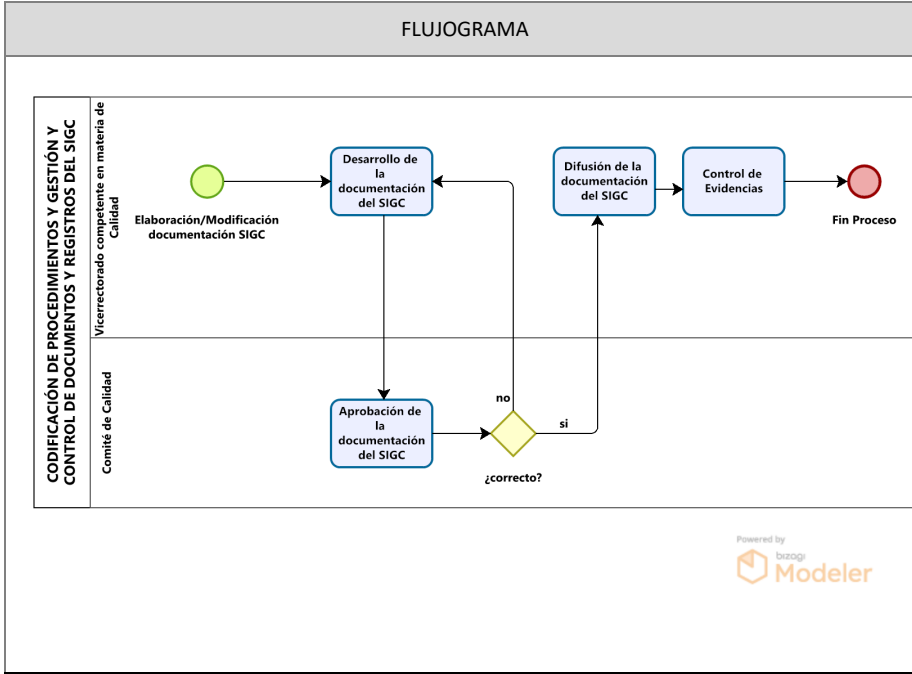 FLUJOGRAMA
CODIFICACIÓN DE PROCEDIMIENTOS Y GESTIÓN Y
CONTROL DE DOCUMENTOS Y REGISTROS DEL SIGC
Vicerrectorado competente en materia de
Calidad
Elaboración/Modificación
documentación SIGC
Desarrollo de
la
documentación
del SIGC
Difusión de la
documentación
del SIGC
Control de
Evidencias
Fin Proceso
Comité de Calidad
Aprobación de
la
documentación
del SIGC
no
si
¿correcto?
Powered by
bizagi
Modeler